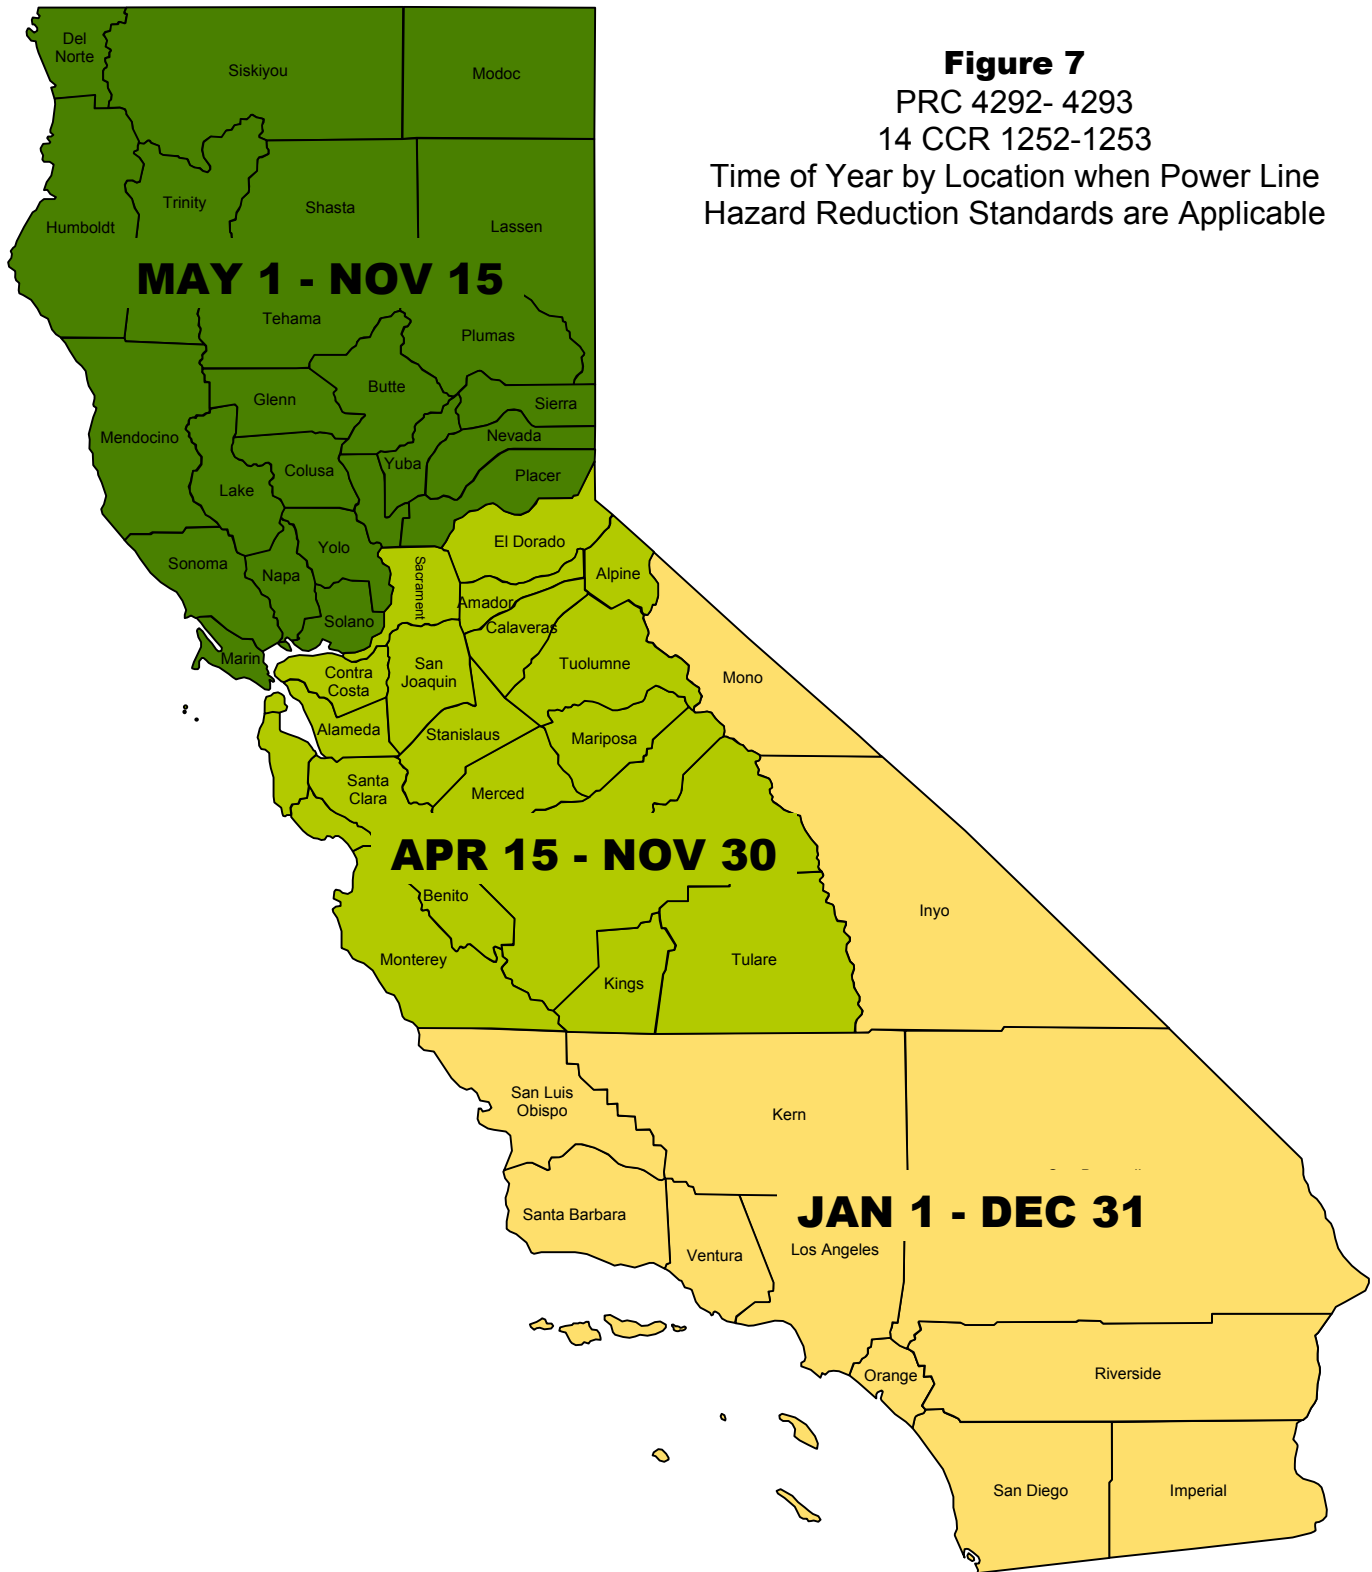 Figure 7
PRC 4292- 4293
14 CCR 1252-1253
Time of Year by Location when Power Line
Hazard Reduction Standards are Applicable
Del
Norte
Siskiyou
Modoc
Humboldt
Trinity
Shasta
Lassen
MAY 1 - NOV 15
Tehama
Plumas
Glenn
Butte
Sierra
Mendocino
Nevada
Colusa
Yuba
Placer
Lake
Sonoma
Napa
Yolo
Solano
Marin
El Dorado
Sacrament
Alpine
Amador
Calaveras
Contra
Costa
San
Joaquin
Tuolumne
Mono
Alameda
Stanislaus
Mariposa
Santa
Clara
Merced
APR 15 - NOV 30
Benito
Inyo
Monterey
Kings
Tulare
San Luis
Obispo
Kern
Santa Barbara
JAN 1 - DEC 31
Ventura
Los Angeles
Orange
Riverside
San Diego
Imperial